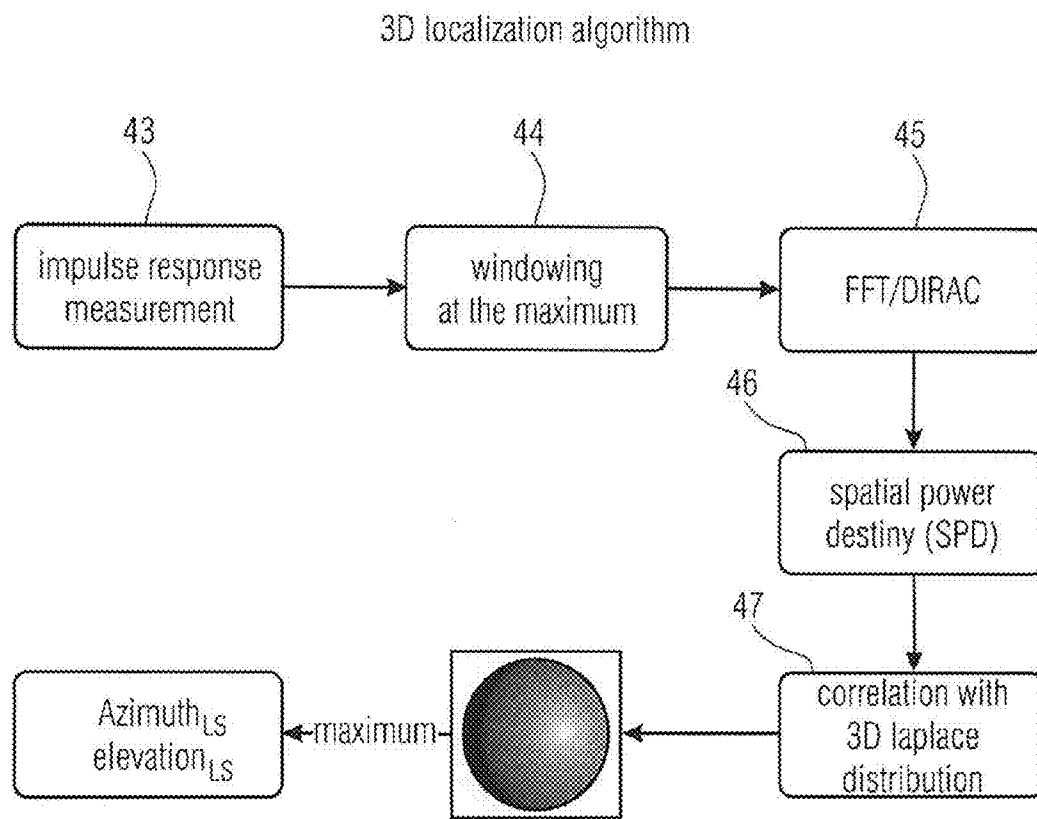 3D localization algorithm
43
44
45
impulse response
measurement
windowing
at the maximum
FFT/DIRAC
46
spatial power
destiny (SPD)
47
correlation with
3D laplace
distribution
maximum
Azimuth_LS
elevation_LS